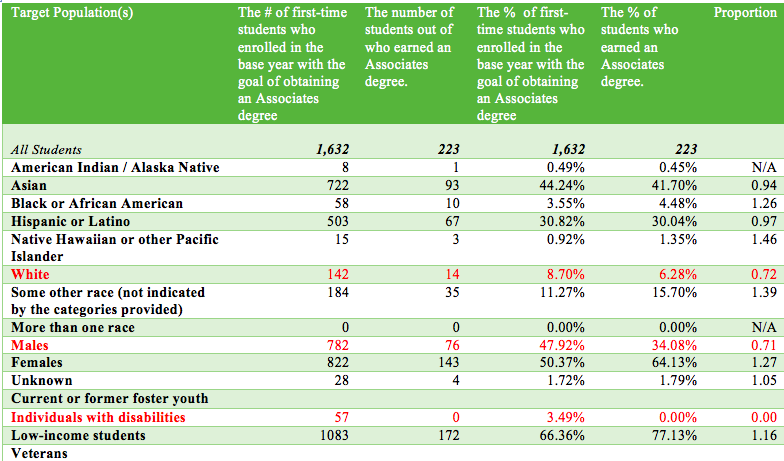 Target Population(s) The # of first-time The number of The % of first- The % of Proportion
students who students out of time students who students who
enrolled in the who earned an enrolled in the earned an
base year with the Associates base year with the Associates
goal of obtaining degree. goal of obtaining degree.
an Associates an Associates
degree degree
All Students 1,632 223 1,632 223
American Indian / Alaska Native 8 1 0.49% 0.45% N/A
Asian 722 93 44.24% 41.70% 0.94
Black or African American 58 10 3.55% 4.48% 1.26
Hispanic or Latino 503 67 30.82% 30.04% 0.97
Native Hawaiian or other Pacific 15 3 0.92% 1.35% 1.46
Islander
White 142 14 8.70% 6.28% 0.72
Some other race (not indicated 184 35 11.27% 15.70% 1.39
by the categories provided)
More than one race 0 0 0.00% 0.00% N/A
Males 782 76 47.92% 34.08% 0.71
Females 822 143 50.37% 64.13% 1.27
Unknown 28 4 1.72% 1.79% 1.05
Current or former foster youth
Individuals with disabilities 57 0 3.49% 0.00% 0.00
Low-income students 1083 172 66.36% 77.13% 1.16
Veterans